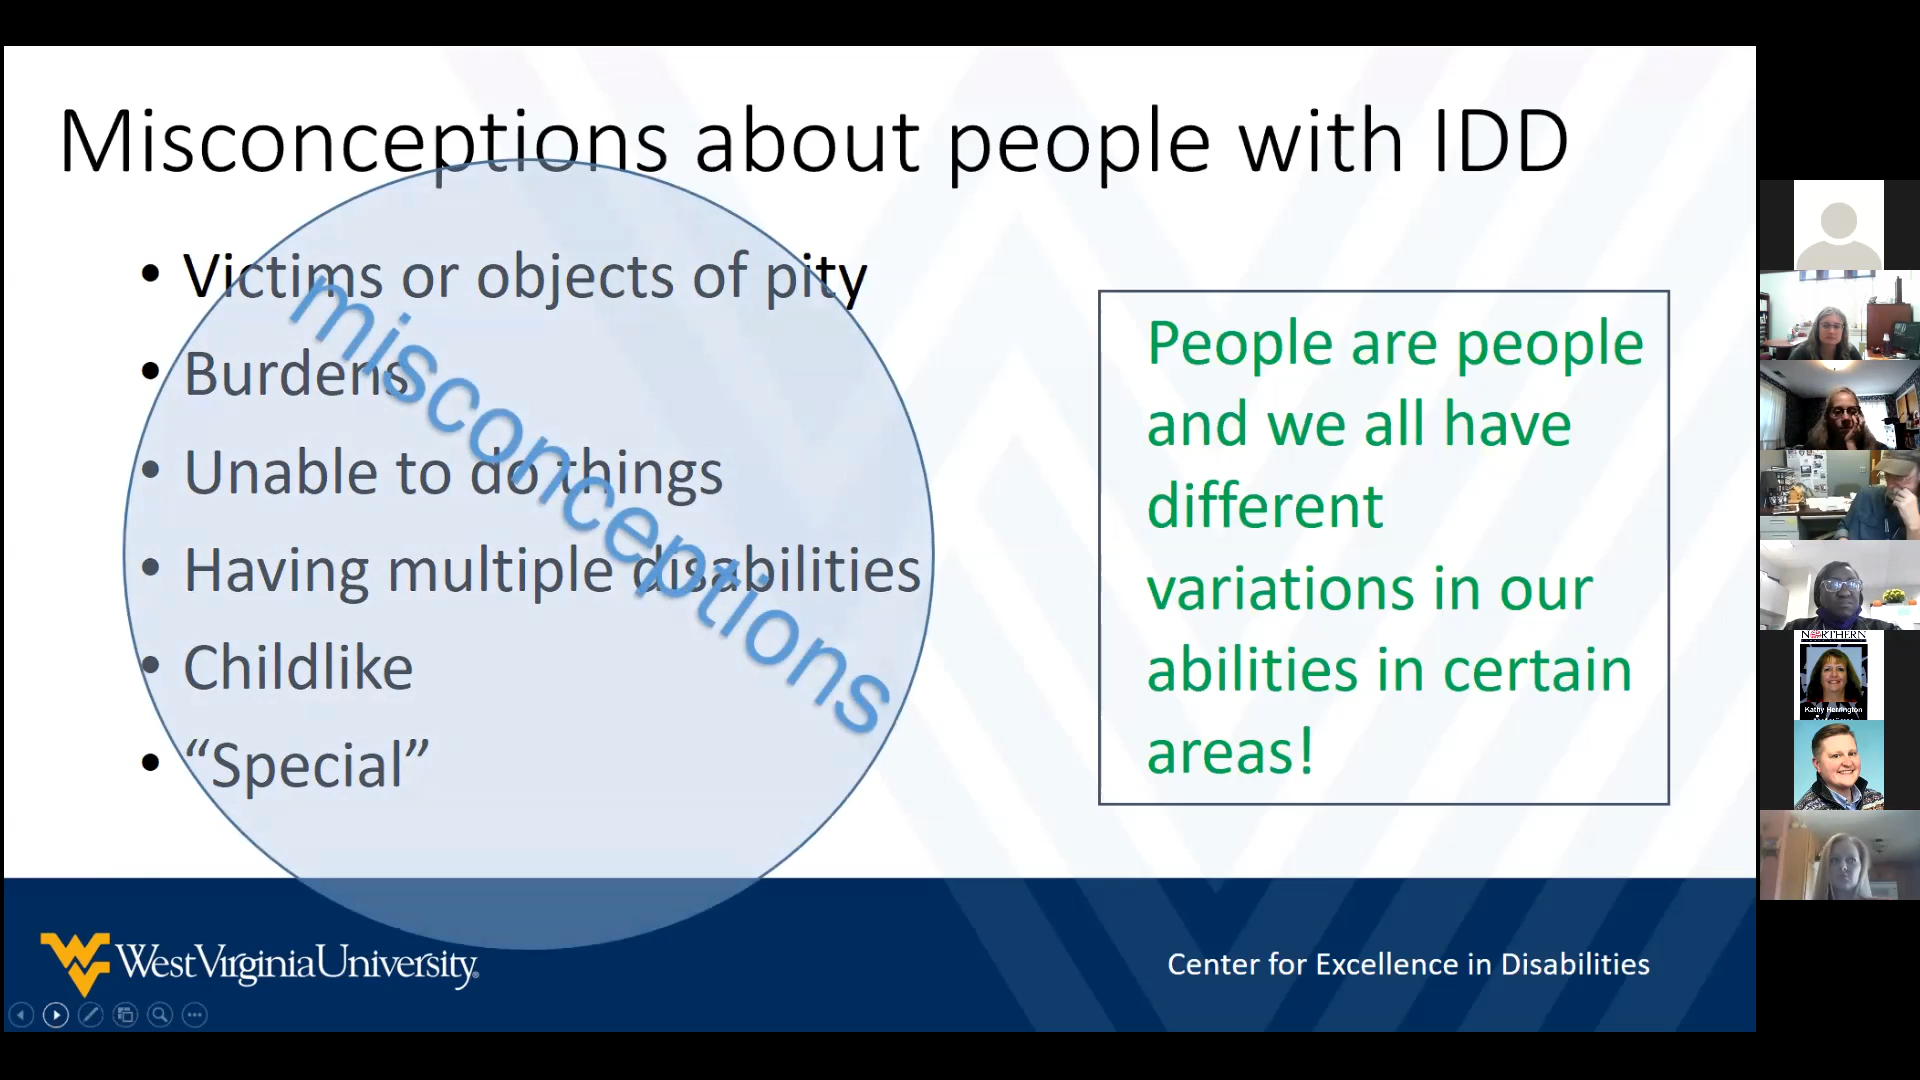 Misconceptions about people with IDD
• Victims or objects of pity
• Burdens
• Unable to do things
• Having multiple disabilities
• Childlike
• “Special”
misconceptions
People are people
and we all have
different
variations in our
abilities in certain
areas!
WestVirginiaUniversity®
Center for Excellence in Disabilities
NORTHERN
Kathy Herrington